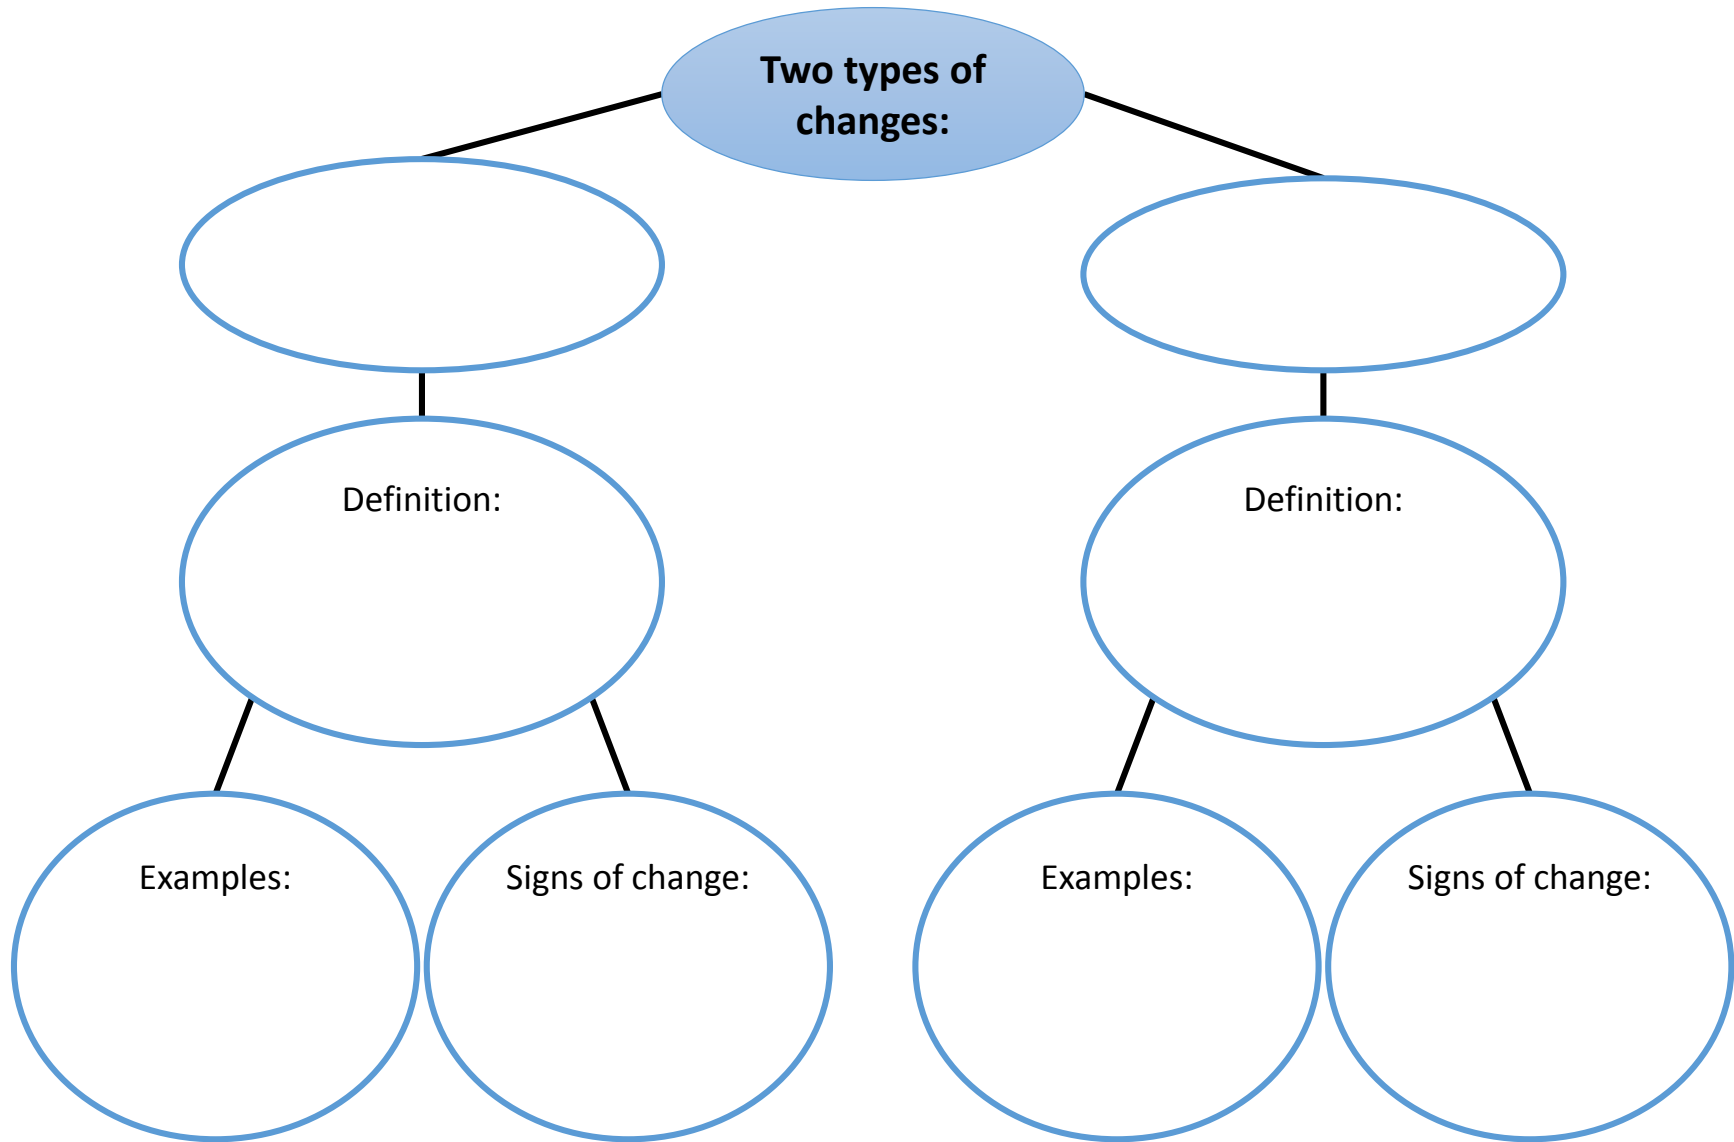 Two types of
changes:
Definition:
Definition:
Examples:
Signs of change:
Examples:
Signs of change: